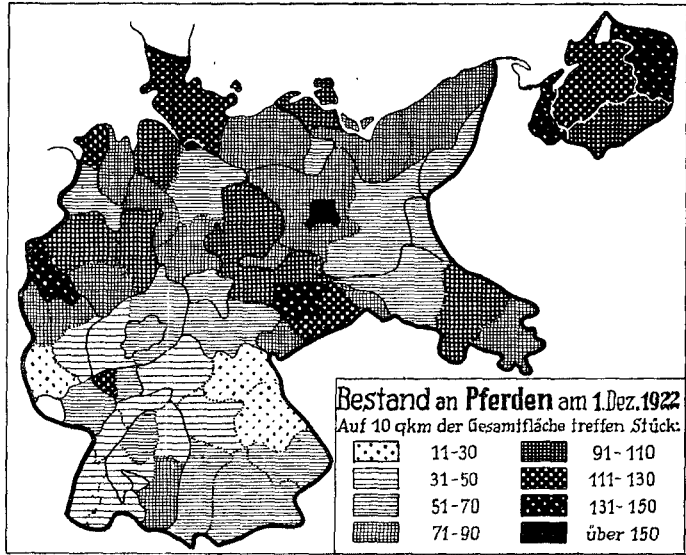 Bestand an Pferden am 1. Dez. 1922
Auf 10 qkm der Gesamtfläche treffen Stück:
11-30
31-50
51-70
71-90
91-110
111-130
131-150
über 150